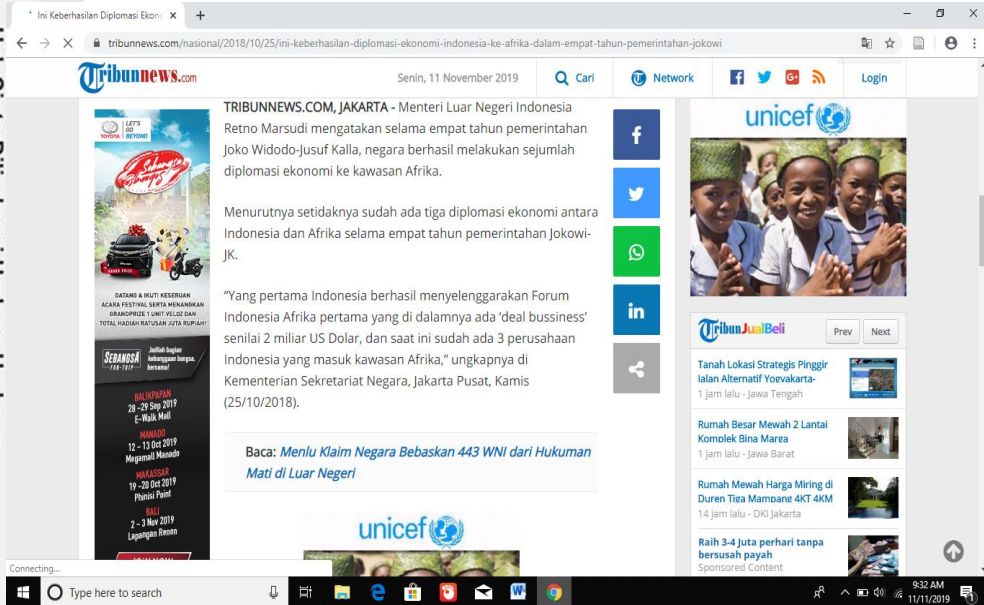 Ini Keberhasilan Diplomasi Ekono
tribunnews.com/nasional/2018/10/25/ini-keberhasilan-diplomasi-ekonomi-indonesia-ke-afrika-dalam-empat-tahun-pemerintahan-jokowi
Tribunnews.com
Senin, 11 November 2019
Cari
Network
G+
Login
TOYOTA
LET'S
GO
BEYOND
DATANG & IKUTI KESERUAN
ACARA FESTIVAL SERTA MENANGKAN
GRANDPRIZE 1 UNIT VELOZ DAN
TOTAL HADIAH RATUSAN JUTA RUPIAH!
SEBANGSA
FUN-TRIP
Jadilah bagian
kebanggaan bangsa,
bersama!
BALIKPAPAN
28 -29 Sep 2019
E-Walk Mall
MANADO
12 - 13 Oct 2019
Megamall Manado
MAKASSAR
19 -20 Oct 2019
Phinisi Point
BALI
2 - 3 Nov 2019
Lapangan Renon
JOIN NOW
TRIBUNNEWS.COM, JAKARTA - Menteri Luar Negeri Indonesia
Retno Marsudi mengatakan selama empat tahun pemerintahan
Joko Widodo-Jusuf Kalla, negara berhasil melakukan sejumlah
diplomasi ekonomi ke kawasan Afrika.
Menurutnya setidaknya sudah ada tiga diplomasi ekonomi antara
Indonesia dan Afrika selama empat tahun pemerintahan Jokowi-
JK.
“Yang pertama Indonesia berhasil menyelenggarakan Forum
Indonesia Afrika pertama yang di dalamnya ada ‘deal bussiness’
senilai 2 miliar US Dolar, dan saat ini sudah ada 3 perusahaan
Indonesia yang masuk kawasan Afrika,” ungkapnya di
Kementerian Sekretariat Negara, Jakarta Pusat, Kamis
(25/10/2018).
Baca: Menlu Klaim Negara Bebaskan 443 WNI dari Hukuman
Mati di Luar Negeri
unicef
unicef
TribunJualBeli
Prev
Next
Tanah Lokasi Strategis Pinggir
Jalan Alternatif Yogyakarta-
1 jam lalu - Jawa Tengah
Rumah Besar Mewah 2 Lantai
Komplek Bina Marga
1 jam lalu - Jawa Barat
Rumah Mewah Harga Miring di
Duren Tiga Mampang 4KT 4KM
14 jam lalu - DKI Jakarta
Raih 3-4 Juta perhari tanpa
bersusah payah
Sponsored Content
Connecting...
Type here to search
9:32 AM
11/11/2019